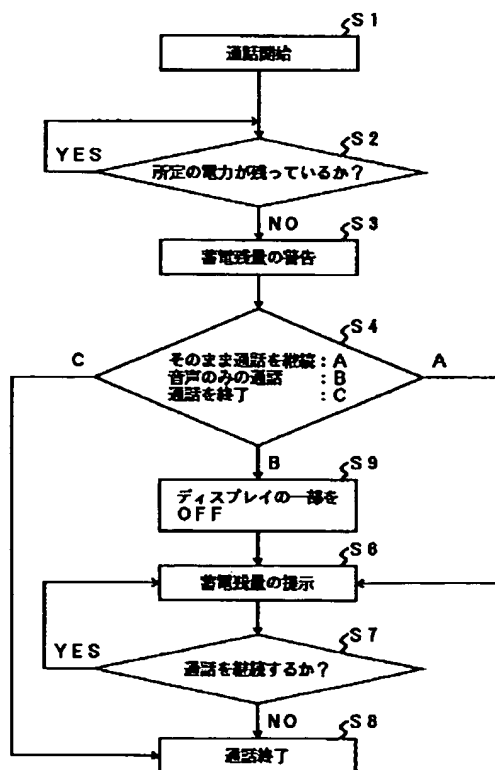 S1
通話開始
S2
YES
所定の電力が残っているか?
NO
S3
蓄電残量の警告
S4
C
そのまま通話を継続:A
A
音声のみの通話:B
通話を終了:C
B
S9
ディスプレイの一部を
OFF
S6
蓄電残量の提示
S7
YES
通話を継続するか?
NO
S8
通話終了